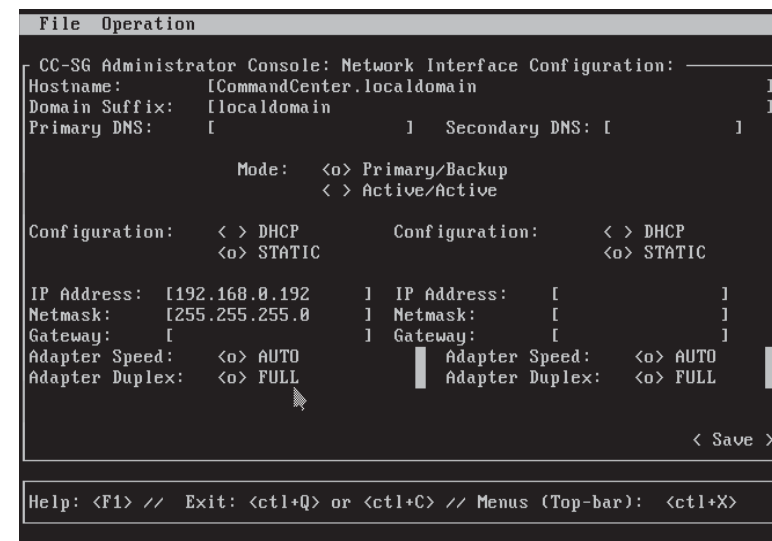 File Operation
CC-SG Administrator Console: Network Interface Configuration:
Hostname: [CommandCenter.localdomain ]
Domain Suffix: [localdomain ]
Primary DNS: [ ] Secondary DNS: [ ]
Mode: <o> Primary/Backup
< > Active/Active
Configuration: < > DHCP Configuration: < > DHCP
<o> STATIC <o> STATIC
IP Address: [192.168.0.192 ] IP Address: [ ]
Netmask: [255.255.255.0 ] Netmask: [ ]
Gateway: [ ] Gateway: [ ]
Adapter Speed: <o> AUTO Adapter Speed: <o> AUTO
Adapter Duplex: <o> FULL Adapter Duplex: <o> FULL
< Save >
Help: <F1> // Exit: <ctl+Q> or <ctl+C> // Menus (Top-bar): <ctl+X>